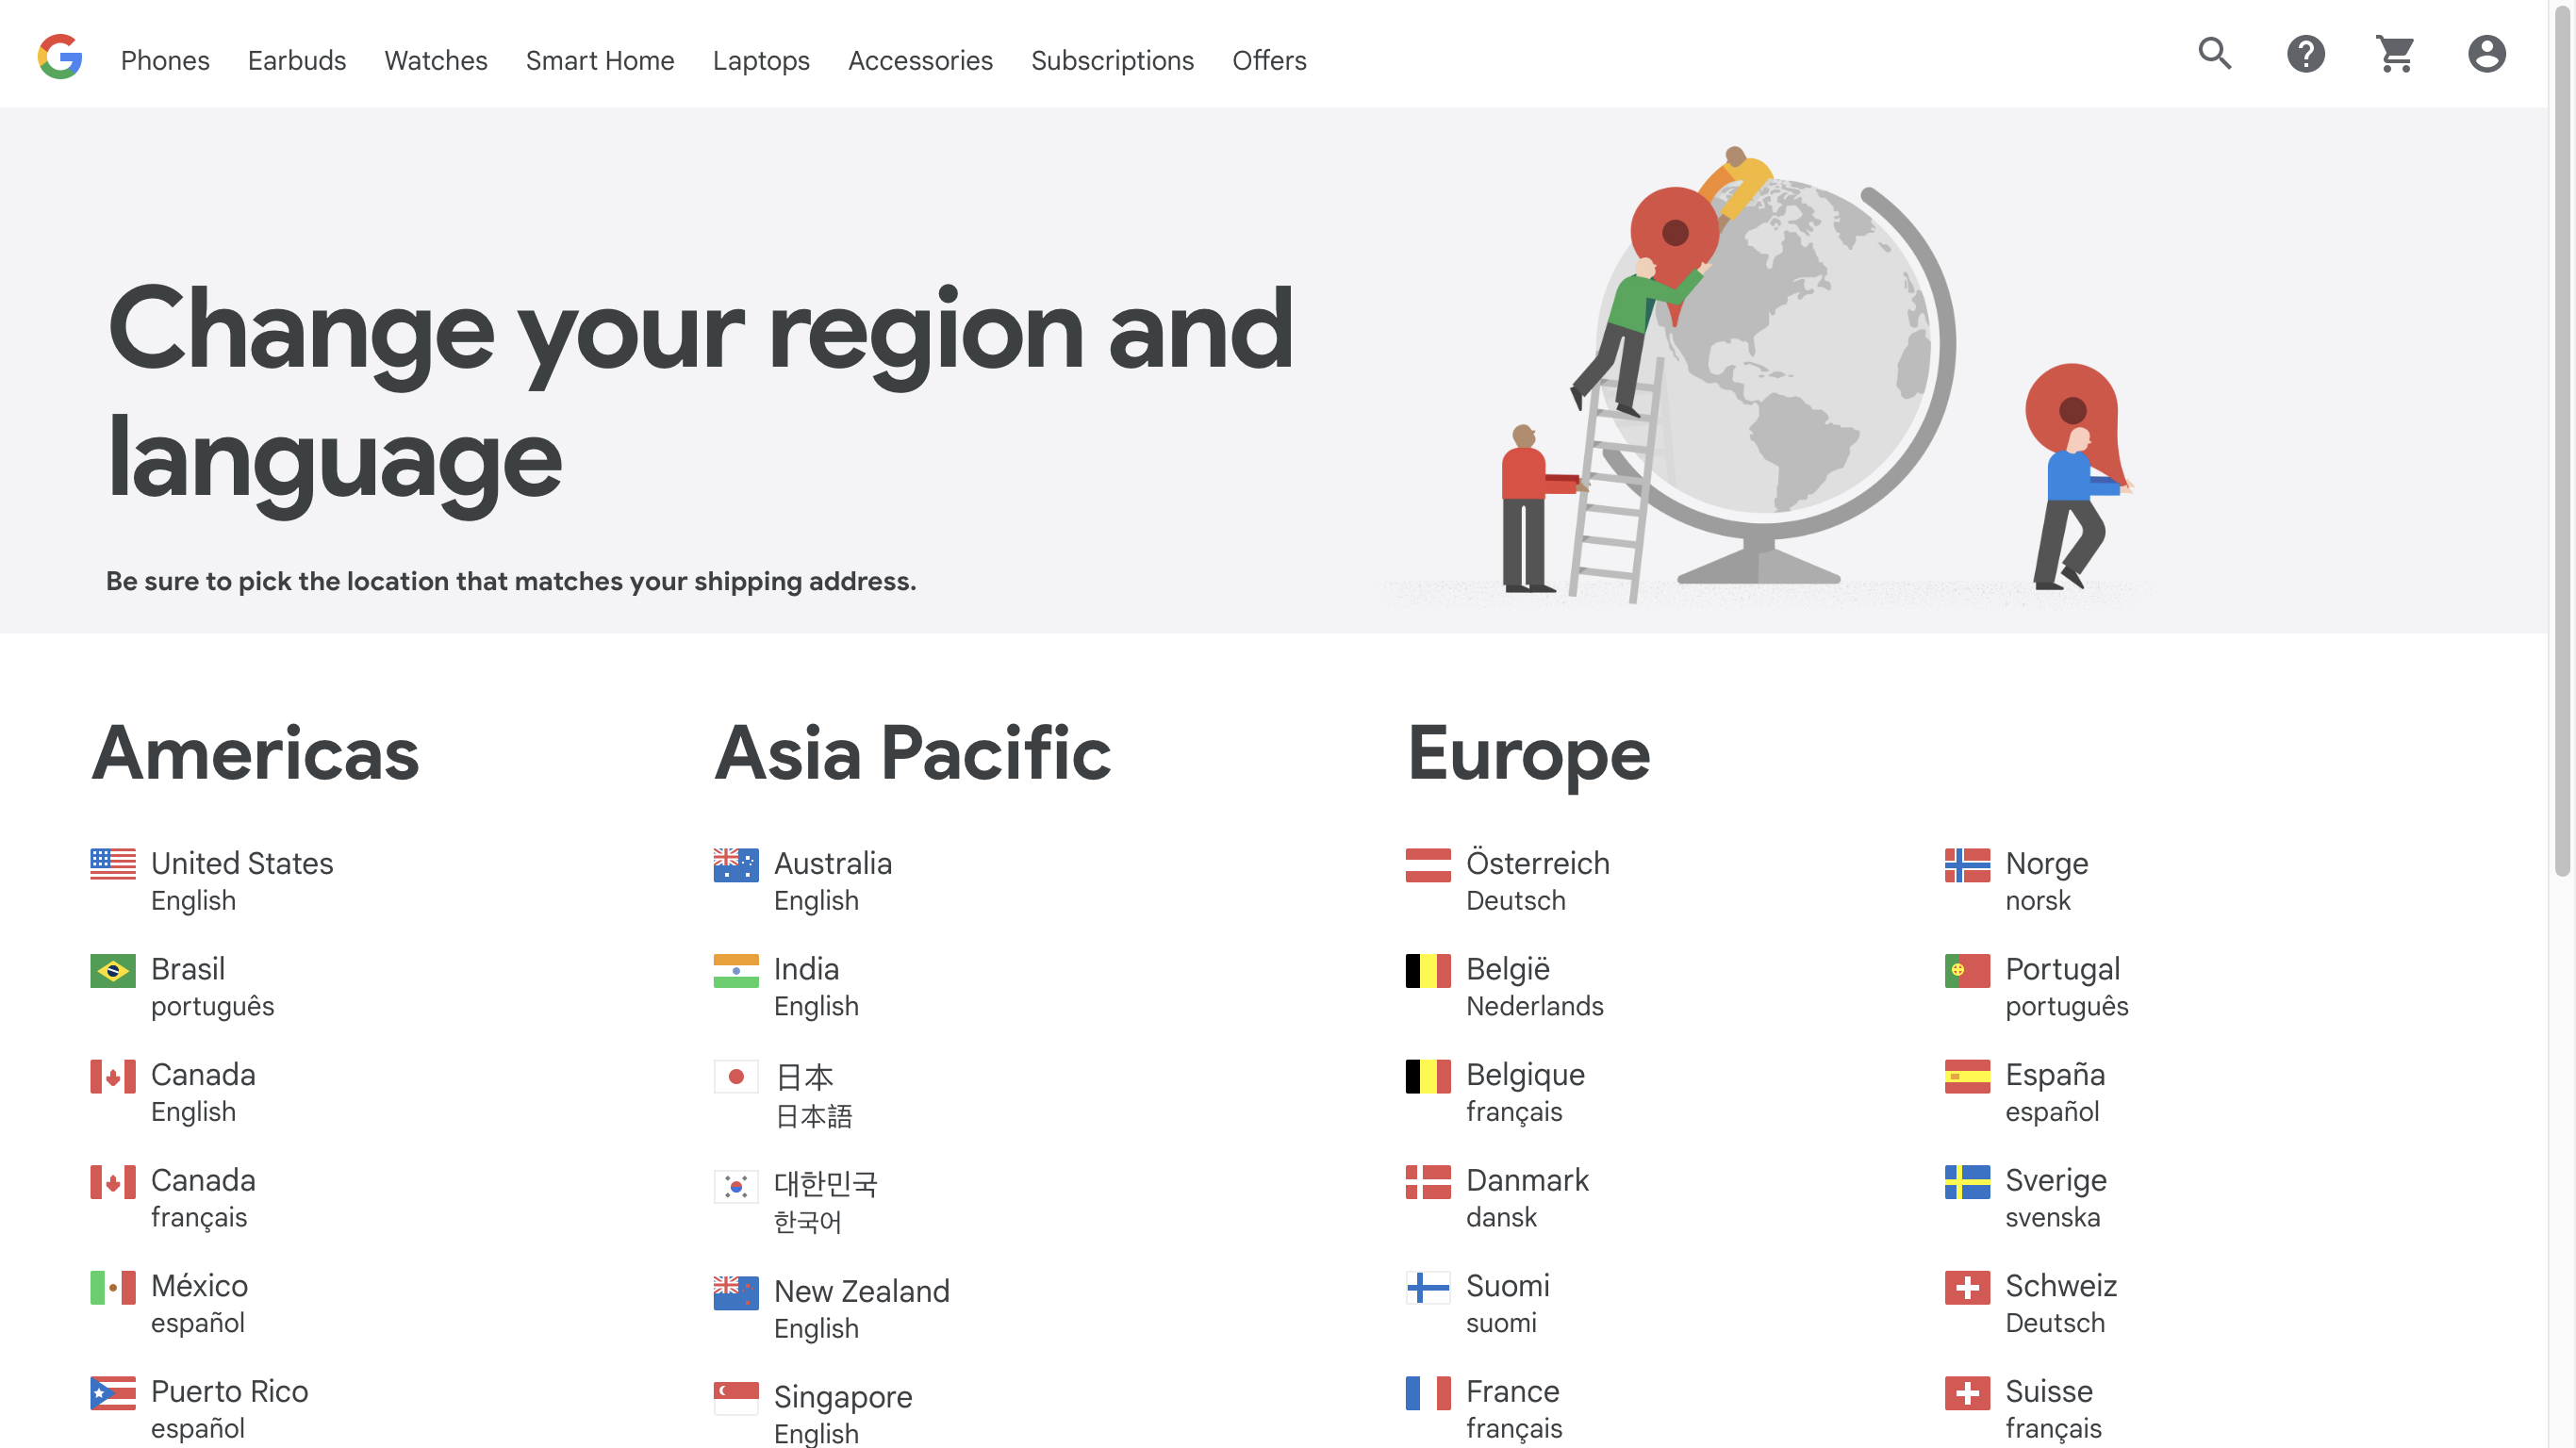 Phones Earbuds Watches Smart Home Laptops Accessories Subscriptions Offers
Change your region and
language
Be sure to pick the location that matches your shipping address.
Americas
United States
English
Brasil
português
Canada
English
Canada
français
México
español
Puerto Rico
español
Asia Pacific
Australia
English
India
English
日本
日本語
대한민국
한국어
New Zealand
English
Singapore
English
Europe
Österreich
Deutsch
België
Nederlands
Belgique
français
Danmark
dansk
Suomi
suomi
France
français
Norge
norsk
Portugal
português
España
español
Sverige
svenska
Schweiz
Deutsch
Suisse
français